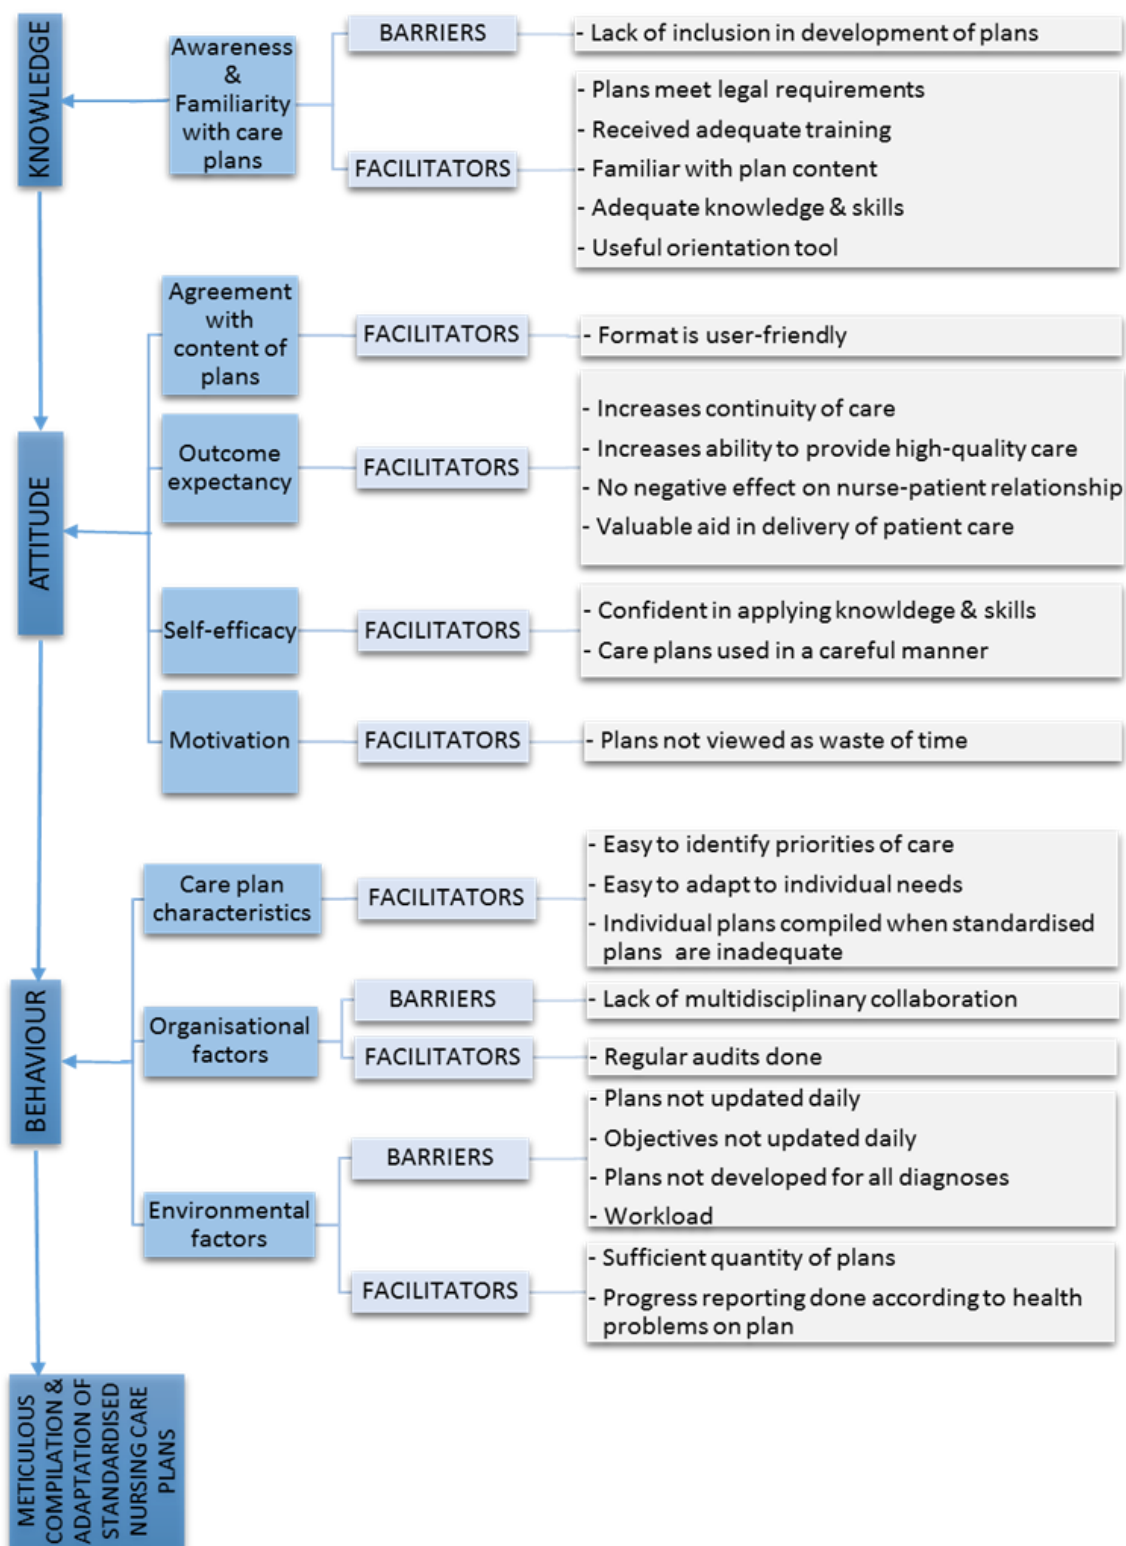 KNOWLEDGE
Awareness
&
Familiarity
with care
plans
BARRIERS
- Lack of inclusion in development of plans
FACILITATORS
- Plans meet legal requirements
- Received adequate training
- Familiar with plan content
- Adequate knowledge & skills
- Useful orientation tool
ATTITUDE
Agreement
with
content of
plans
FACILITATORS
- Format is user-friendly
Outcome
expectancy
FACILITATORS
- Increases continuity of care
- Increases ability to provide high-quality care
- No negative effect on nurse-patient relationship
- Valuable aid in delivery of patient care
Self-efficacy
FACILITATORS
- Confident in applying knowldege & skills
- Care plans used in a careful manner
Motivation
FACILITATORS
- Plans not viewed as waste of time
BEHAVIOUR
Care plan
characteristics
FACILITATORS
- Easy to identify priorities of care
- Easy to adapt to individual needs
- Individual plans compiled when standardised
plans are inadequate
Organisational
factors
BARRIERS
- Lack of multidisciplinary collaboration
FACILITATORS
- Regular audits done
Environmental
factors
BARRIERS
- Plans not updated daily
- Objectives not updated daily
- Plans not developed for all diagnoses
- Workload
FACILITATORS
- Sufficient quantity of plans
- Progress reporting done according to health
problems on plan
METICULOUS
COMPILATION &
ADAPTATION OF
STANDARDISED
NURSING CARE
PLANS